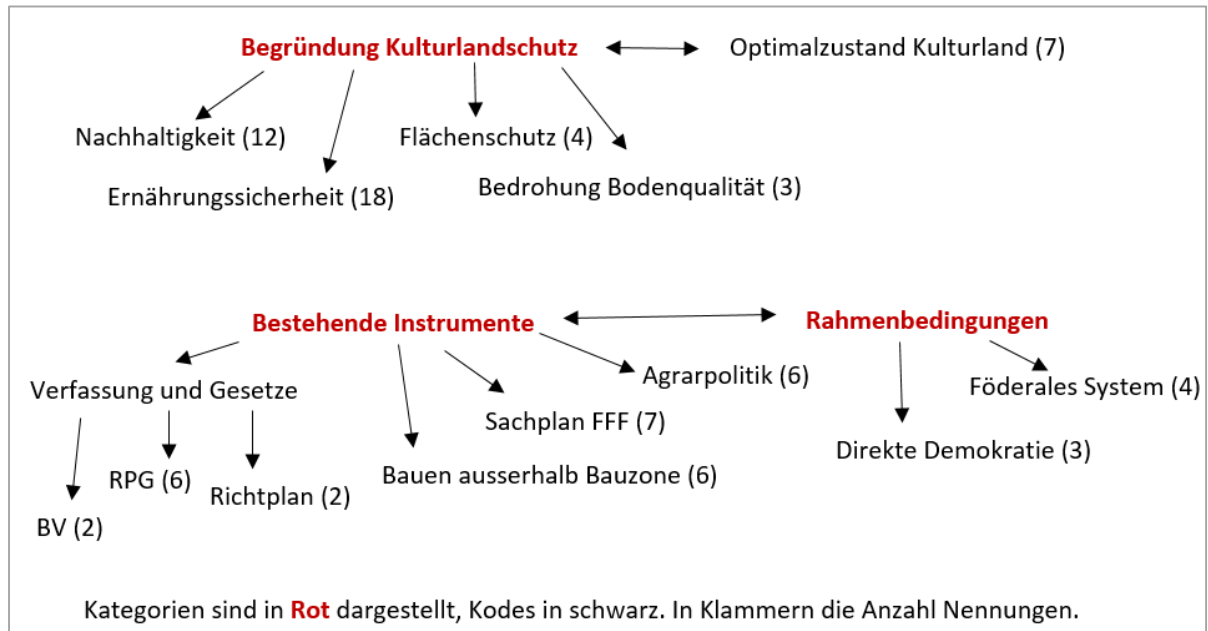 Begründung Kulturlandschutz
Optimalzustand Kulturland (7)
Nachhaltigkeit (12)
Flächenschutz (4)
Ernährungssicherheit (18)
Bedrohung Bodenqualität (3)
Bestehende Instrumente
Rahmenbedingungen
Verfassung und Gesetze
Agrarpolitik (6)
Föderales System (4)
Sachplan FFF (7)
Direkte Demokratie (3)
RPG (6)
Richtplan (2)
Bauen ausserhalb Bauzone (6)
BV (2)
Kategorien sind in Rot dargestellt, Kodes in schwarz. In Klammern die Anzahl Nennungen.